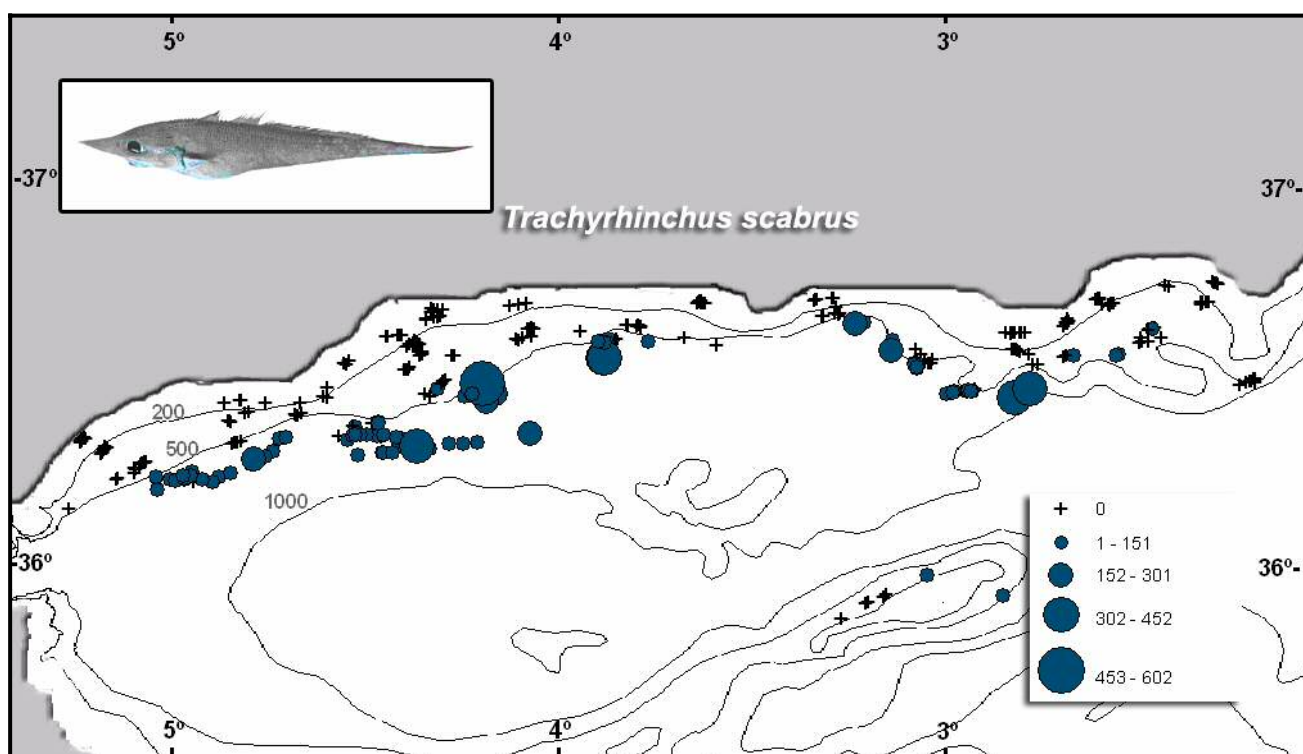 5º 4º 3º
-37º 37º-
Trachyrhinchus scabrus
200
500
1000
0
1 - 151
-36º 36º-
152 - 301
302 - 452
453 - 602
5º 4º 3º